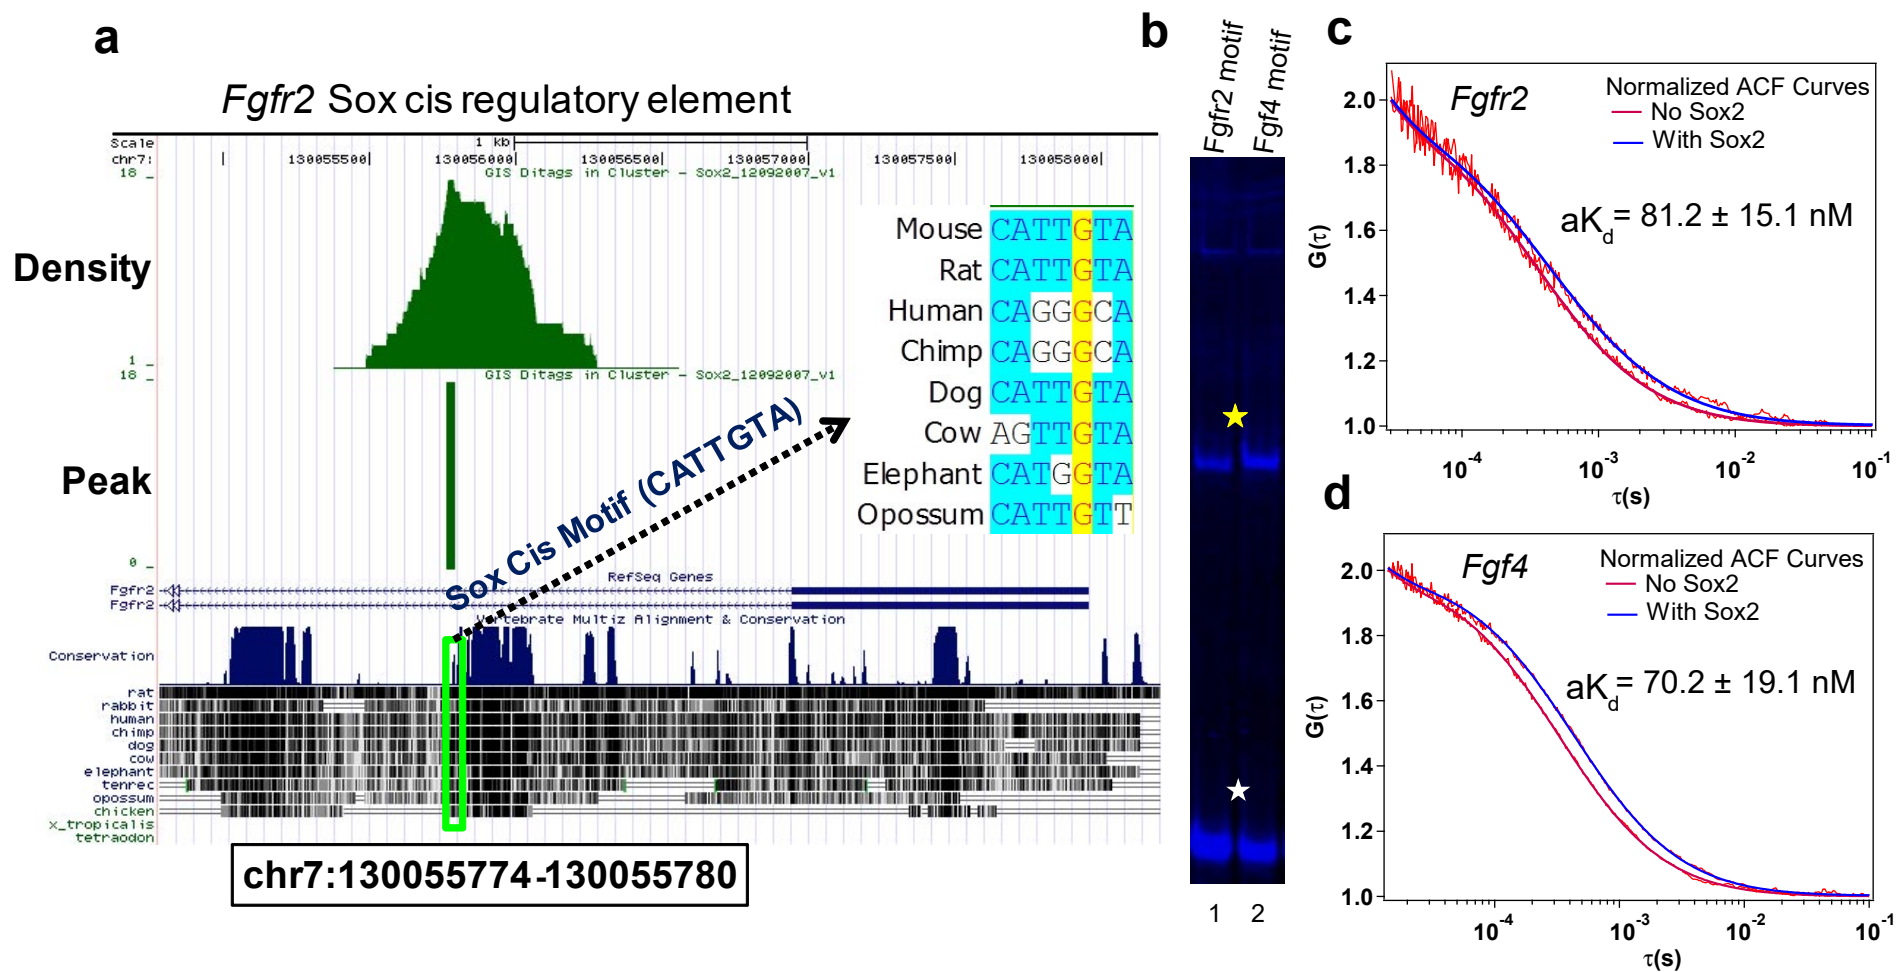 a
Fgfr2 Sox cis regulatory element
Scale
1 kb
chr7:
130055500
130056000
130056500
130057000
130057500
130058000
18 _
GIS Ditags in Cluster - Sox2_12092007_v1
Density
1 _
18 _
GIS Ditags in Cluster - Sox2_12092007_v1
Peak
0 _
Sox Cis Motif (CATTGTA)
Mouse CATTGTA
Rat CATTGTA
Human CAGGGCA
Chimp CAGGGCA
Dog CATTGTA
Cow AGTTGTA
Elephant CATGGTA
Opossum CATTGTT
RefSeq Genes
Fgfr2
Fgfr2
Vertebrate Multiz Alignment & Conservation
Conservation
rat
rabbit
human
chimp
dog
cow
elephant
tenrec
opossum
chicken
x_tropicalis
tetraodon
chr7:130055774-130055780
b
Fgfr2 motif
Fgf4 motif
1 2
c
Fgfr2
Normalized ACF Curves
No Sox2
With Sox2
aKd = 81.2 ± 15.1 nM
G(τ)
2.0
1.8
1.6
1.4
1.2
1.0
10-4 10-3 10-2 10-1
τ(s)
d
Fgf4
Normalized ACF Curves
No Sox2
With Sox2
aKd = 70.2 ± 19.1 nM
G(τ)
2.0
1.8
1.6
1.4
1.2
1.0
10-4 10-3 10-2 10-1
τ(s)